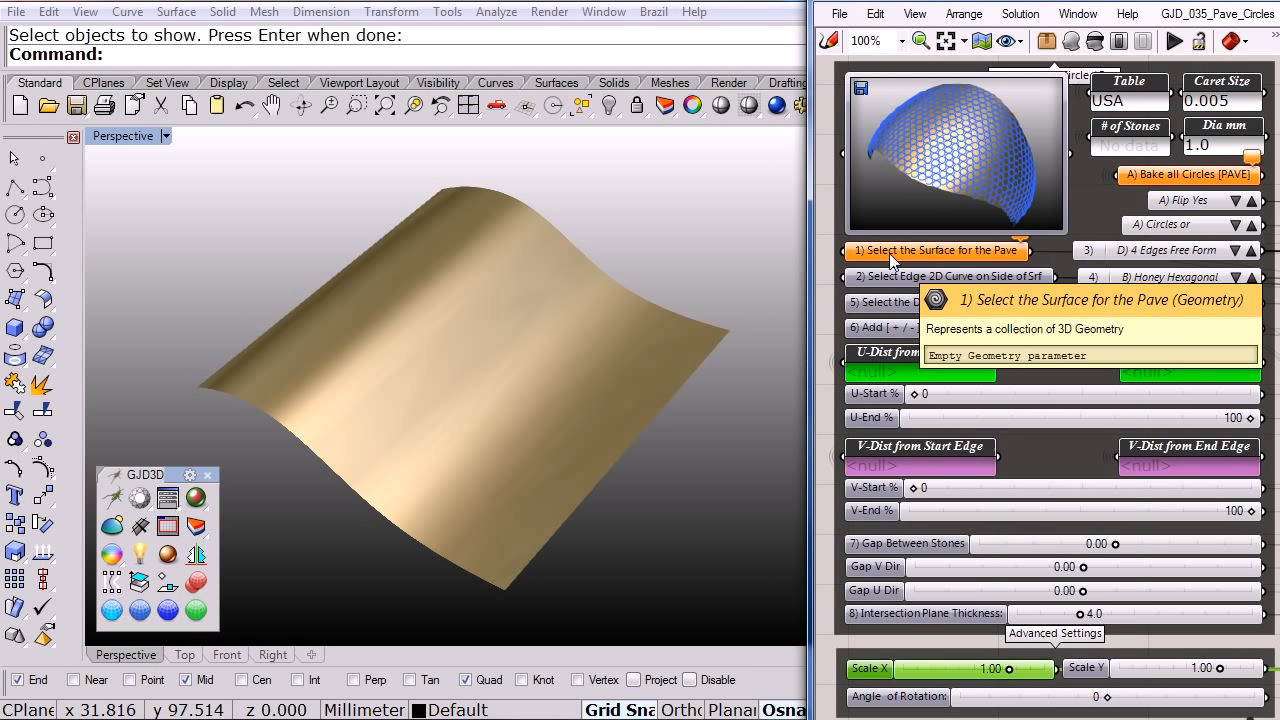 File Edit View Curve Surface Solid Mesh Dimension Transform Tools Analyze Render Window Brazil Help
Select objects to show. Press Enter when done:
Command:
Standard CPlanes Set View Display Select Viewport Layout Visibility Curves Surfaces Solids Meshes Render Drafting
Perspective
GJD3D
Perspective Top Front Right
End Near Point Mid Cen Int Perp Tan Quad Knot Vertex Project Disable
CPlane x 31.816 y 97.514 z 0.000 Millimeter Default Grid Sna Ortho Planar Osna
File Edit View Arrange Solution Window Help GJD_035_Pave_Circles
100%
Table
USA
Caret Size
0.005
# of Stones
No data
Dia mm
1.0
A) Bake all Circles [PAVE]
A) Flip Yes
A) Circles or
1) Select the Surface for the Pave
3) D) 4 Edges Free Form
2) Select Edge 2D Curve on Side of Srf
4) B) Honey Hexagonal
1) Select the Surface for the Pave (Geometry)
Represents a collection of 3D Geometry
Empty Geometry parameter
5) Select the D
6) Add [ + / -
U-Dist from
<null>
<null>
U-Start % 0
U-End % 100
V-Dist from Start Edge
<null>
V-Dist from End Edge
<null>
V-Start % 0
V-End % 100
7) Gap Between Stones 0.00
Gap V Dir 0.00
Gap U Dir 0.00
8) Intersection Plane Thickness: 4.0
Advanced Settings
Scale X 1.00
Scale Y 1.00
Angle of Rotation: 0